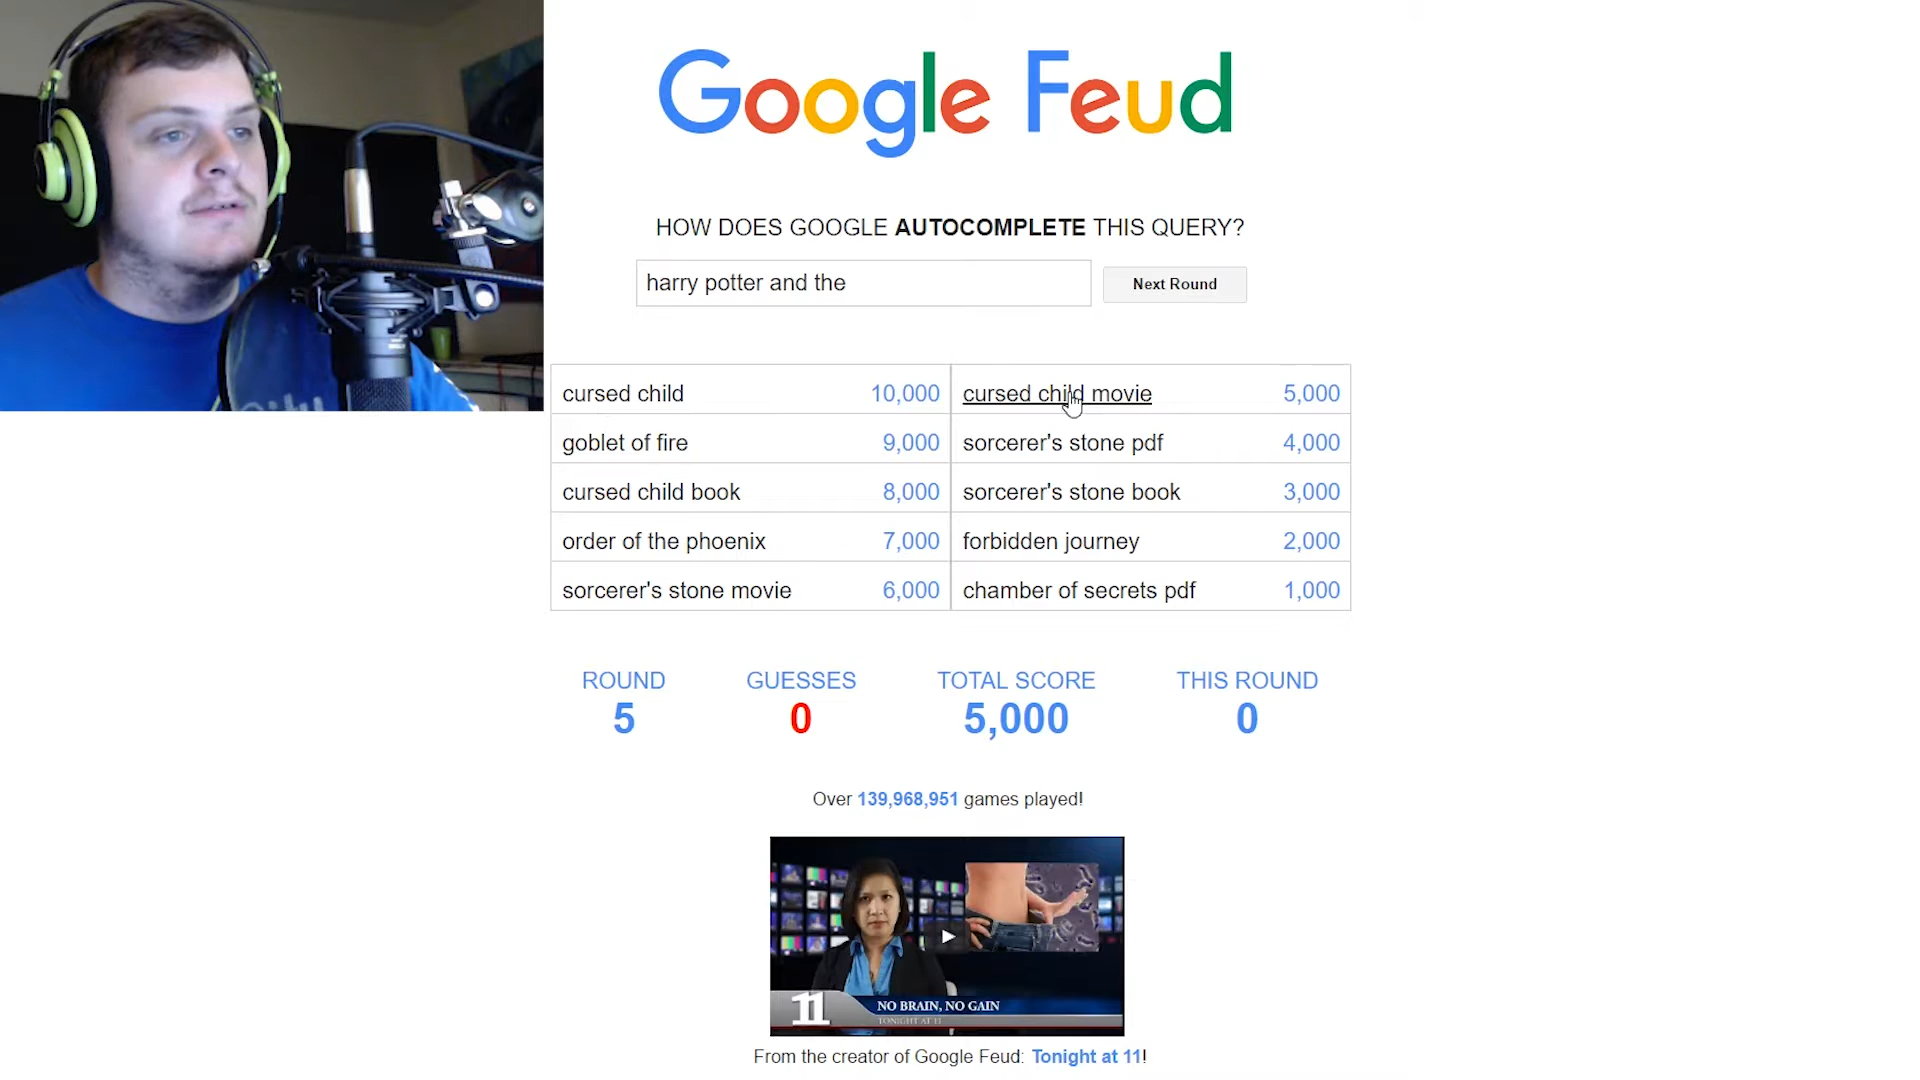 Google Feud
HOW DOES GOOGLE AUTOCOMPLETE THIS QUERY?
harry potter and the
Next Round
cursed child 10,000
goblet of fire 9,000
cursed child book 8,000
order of the phoenix 7,000
sorcerer's stone movie 6,000
cursed child movie 5,000
sorcerer's stone pdf 4,000
sorcerer's stone book 3,000
forbidden journey 2,000
chamber of secrets pdf 1,000
ROUND GUESSES TOTAL SCORE THIS ROUND
5 0 5,000 0
Over 139,968,951 games played!
11
NO BRAIN, NO GAIN
TONIGHT AT 11
From the creator of Google Feud: Tonight at 11!